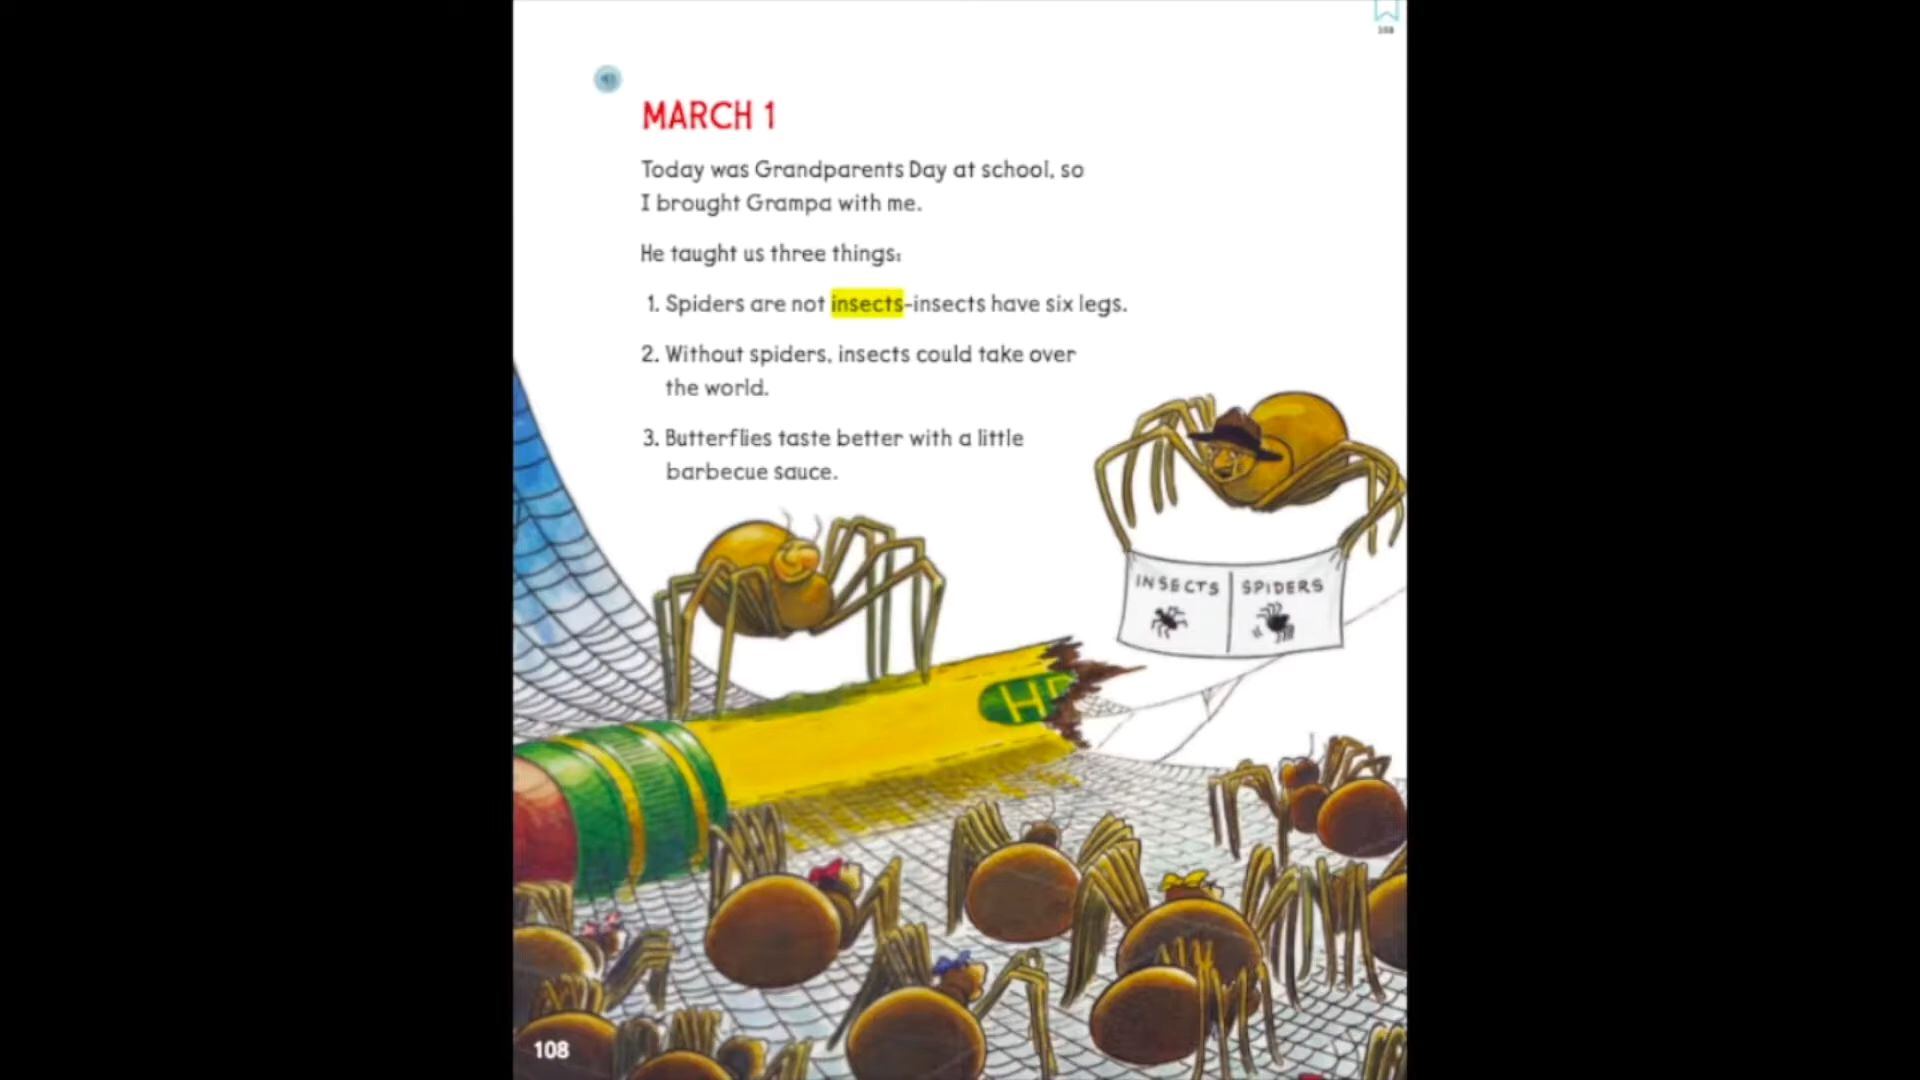 108
MARCH 1
Today was Grandparents Day at school, so
I brought Grampa with me.
He taught us three things:
1. Spiders are not insects-insects have six legs.
2. Without spiders, insects could take over
the world.
3. Butterflies taste better with a little
barbecue sauce.
INSECTS SPIDERS
H
108